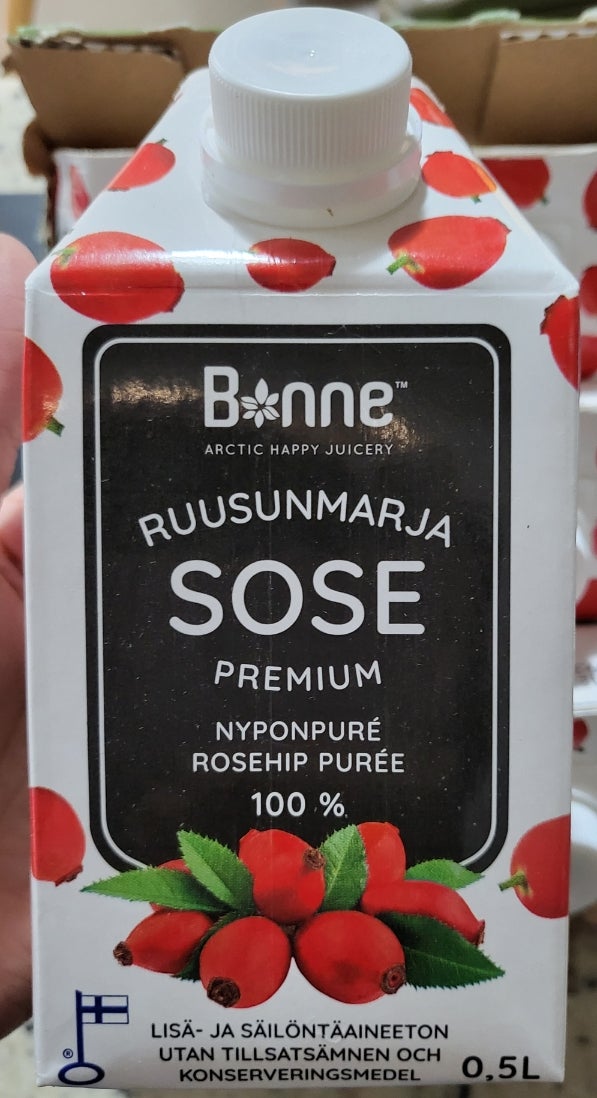 Bonne™
ARCTIC HAPPY JUICERY
RUUSUNMARJA
SOSE
PREMIUM
NYPONPURÉ
ROSEHIP PURÉE
100 %
LISÄ- JA SÄILÖNTÄAINEETON
UTAN TILLSATSÄMNEN OCH
KONSERVERINGSMEDEL
0,5L
®